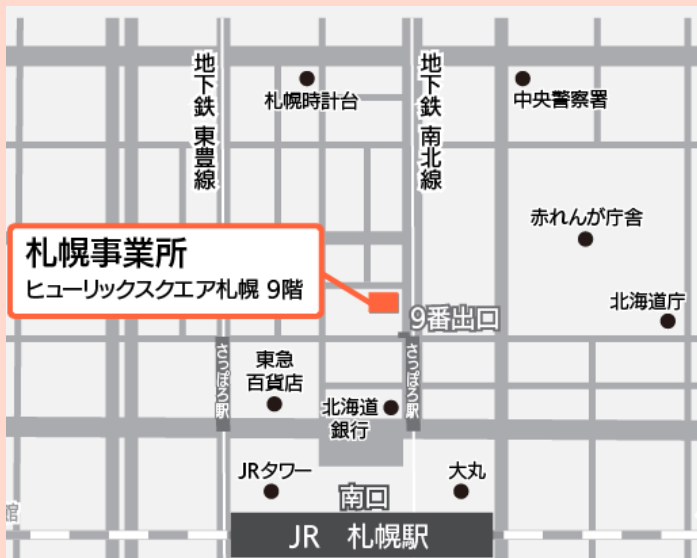 地下鉄 東豊線
札幌時計台
地下鉄 南北線
中央警察署
赤れんが庁舎
札幌事業所
ヒューリックスクエア札幌 9階
北海道庁
9番出口
さっぽろ駅
東急
百貨店
さっぽろ駅
北海道
銀行
JRタワー
大丸
南口
館
JR 札幌駅